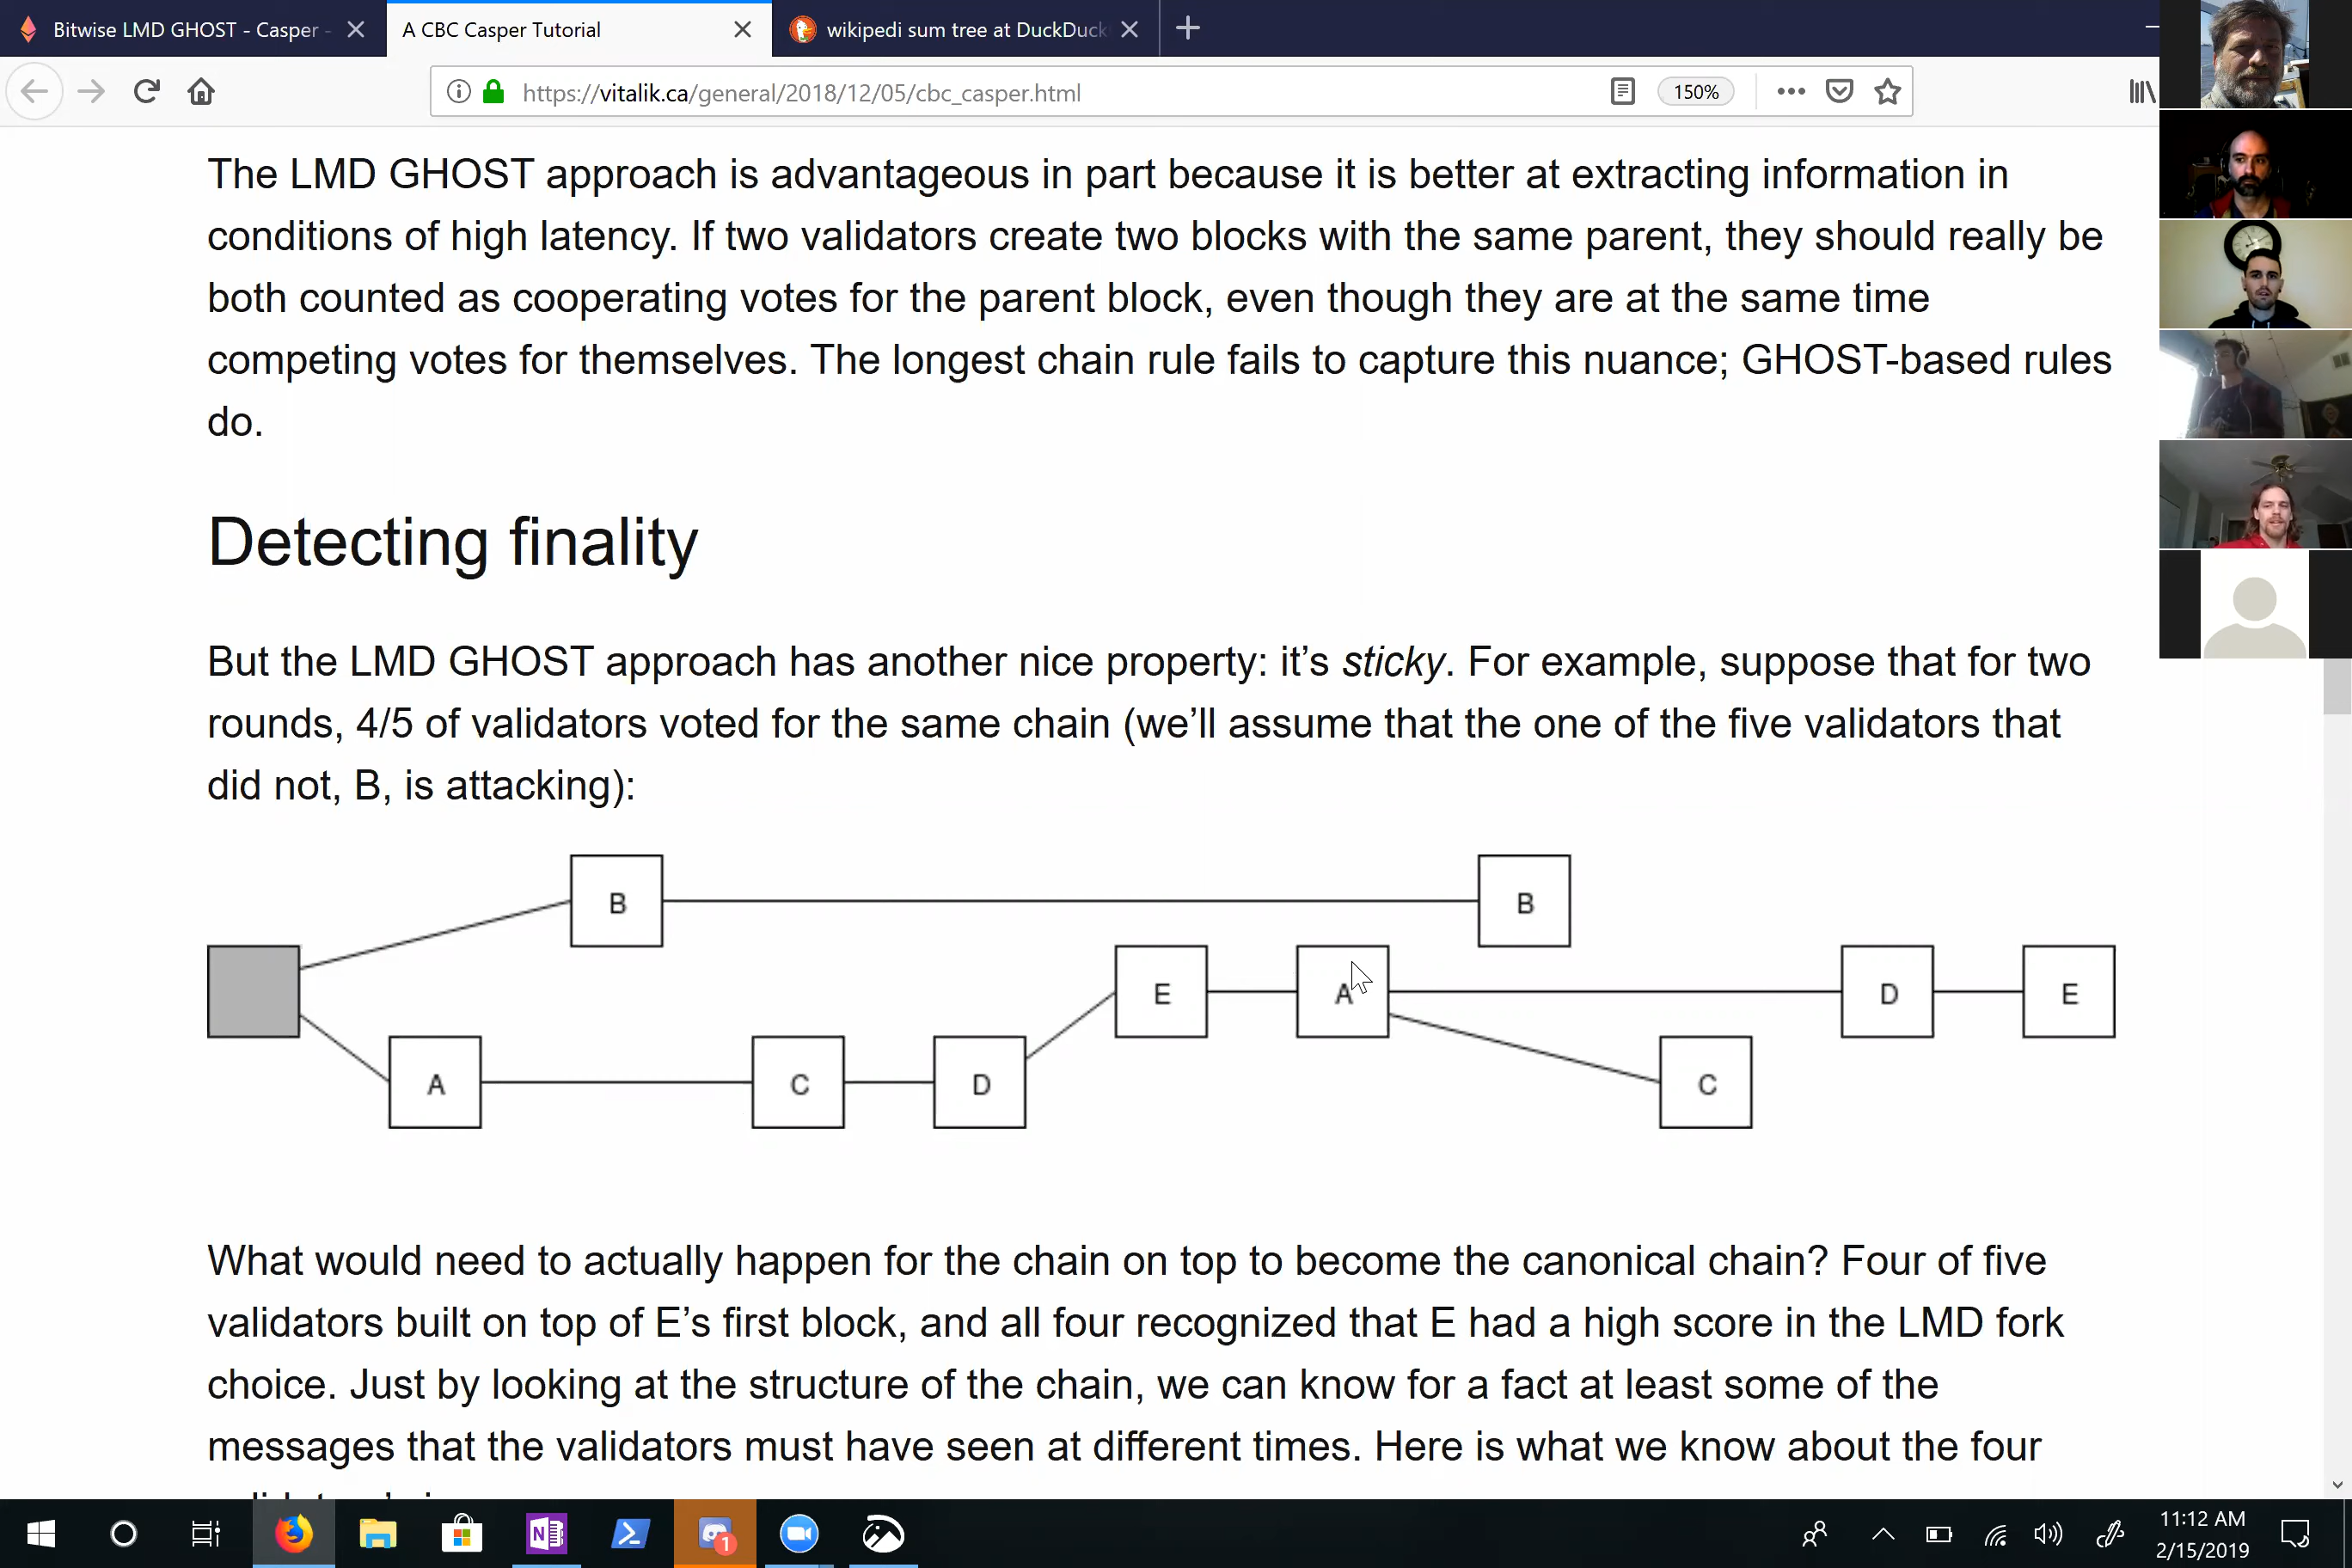 Bitwise LMD GHOST - Casper -
A CBC Casper Tutorial
wikipedi sum tree at DuckDuck
https://vitalik.ca/general/2018/12/05/cbc_casper.html
150%
The LMD GHOST approach is advantageous in part because it is better at extracting information in
conditions of high latency. If two validators create two blocks with the same parent, they should really be
both counted as cooperating votes for the parent block, even though they are at the same time
competing votes for themselves. The longest chain rule fails to capture this nuance; GHOST-based rules
do.
Detecting finality
But the LMD GHOST approach has another nice property: it’s sticky. For example, suppose that for two
rounds, 4/5 of validators voted for the same chain (we’ll assume that the one of the five validators that
did not, B, is attacking):
B B
E A D E
A C D C
What would need to actually happen for the chain on top to become the canonical chain? Four of five
validators built on top of E’s first block, and all four recognized that E had a high score in the LMD fork
choice. Just by looking at the structure of the chain, we can know for a fact at least some of the
messages that the validators must have seen at different times. Here is what we know about the four
N
1
11:12 AM
2/15/2019